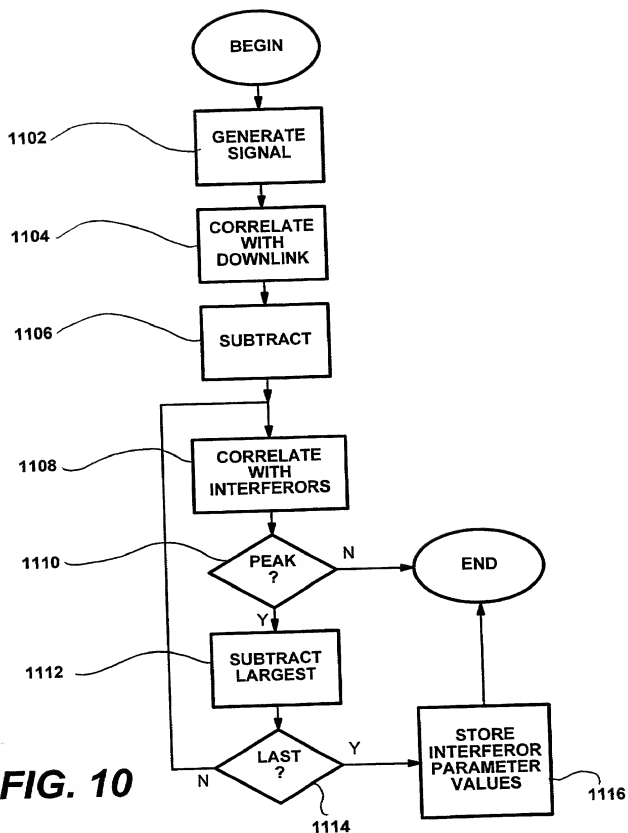 BEGIN
1102
GENERATE
SIGNAL
1104
CORRELATE
WITH
DOWNLINK
1106
SUBTRACT
1108
CORRELATE
WITH
INTERFERORS
1110
PEAK
?
N
END
Y
1112
SUBTRACT
LARGEST
LAST
?
Y
N
1114
STORE
INTERFEROR
PARAMETER
VALUES
1116
FIG. 10